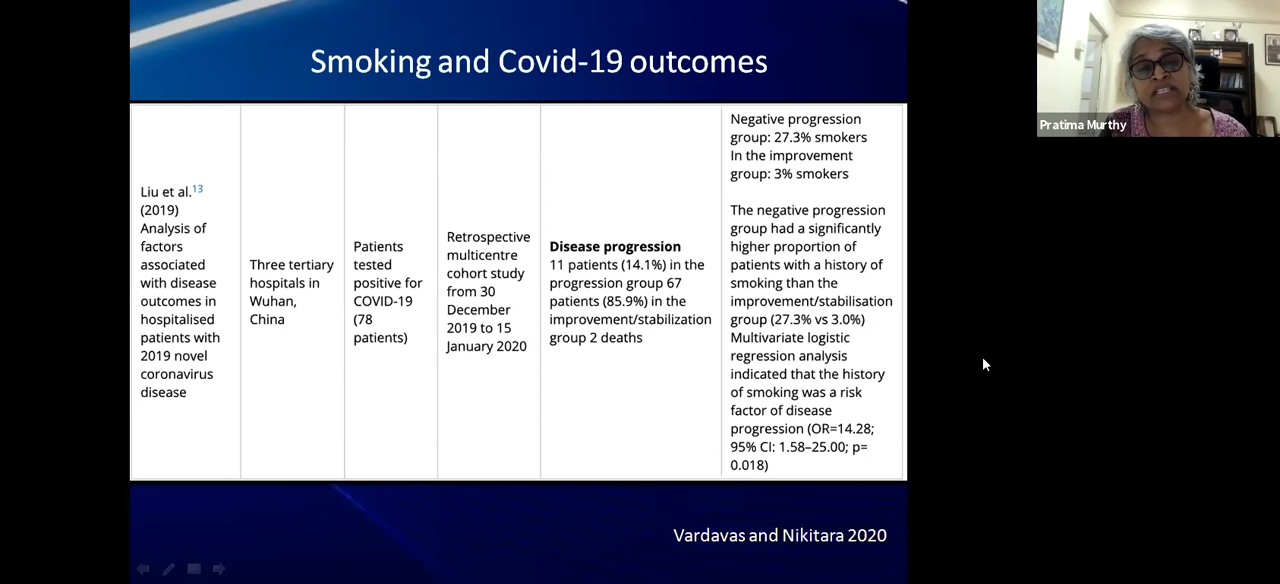 Smoking and Covid-19 outcomes
Liu et al.13
(2019)
Analysis of
factors
associated
with disease
outcomes in
hospitalised
patients with
2019 novel
coronavirus
disease
Three tertiary
hospitals in
Wuhan,
China
Patients
tested
positive for
COVID-19
(78
patients)
Retrospective
multicentre
cohort study
from 30
December
2019 to 15
January 2020
Disease progression
11 patients (14.1%) in the
progression group 67
patients (85.9%) in the
improvement/stabilization
group 2 deaths
Negative progression
group: 27.3% smokers
In the improvement
group: 3% smokers
The negative progression
group had a significantly
higher proportion of
patients with a history of
smoking than the
improvement/stabilisation
group (27.3% vs 3.0%)
Multivariate logistic
regression analysis
indicated that the history
of smoking was a risk
factor of disease
progression (OR=14.28;
95% CI: 1.58–25.00; p=
0.018)
Vardavas and Nikitara 2020
Pratima Murthy